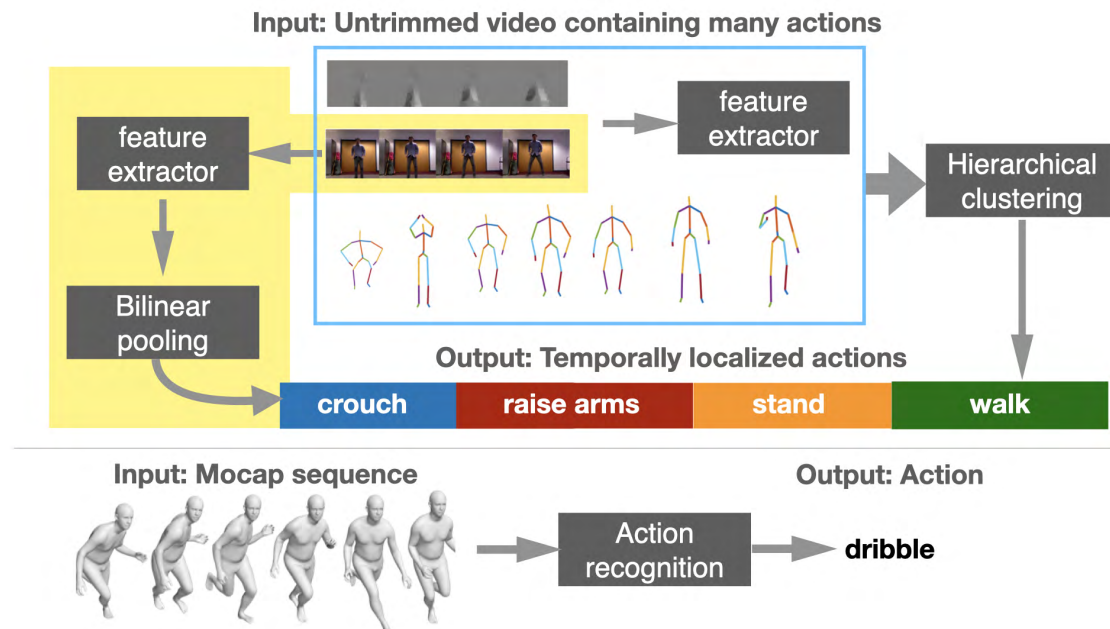 Input: Untrimmed video containing many actions
feature
extractor
feature
extractor
Hierarchical
clustering
Bilinear
pooling
Output: Temporally localized actions
crouch
raise arms
stand
walk
Input: Mocap sequence
Output: Action
Action
recognition
dribble